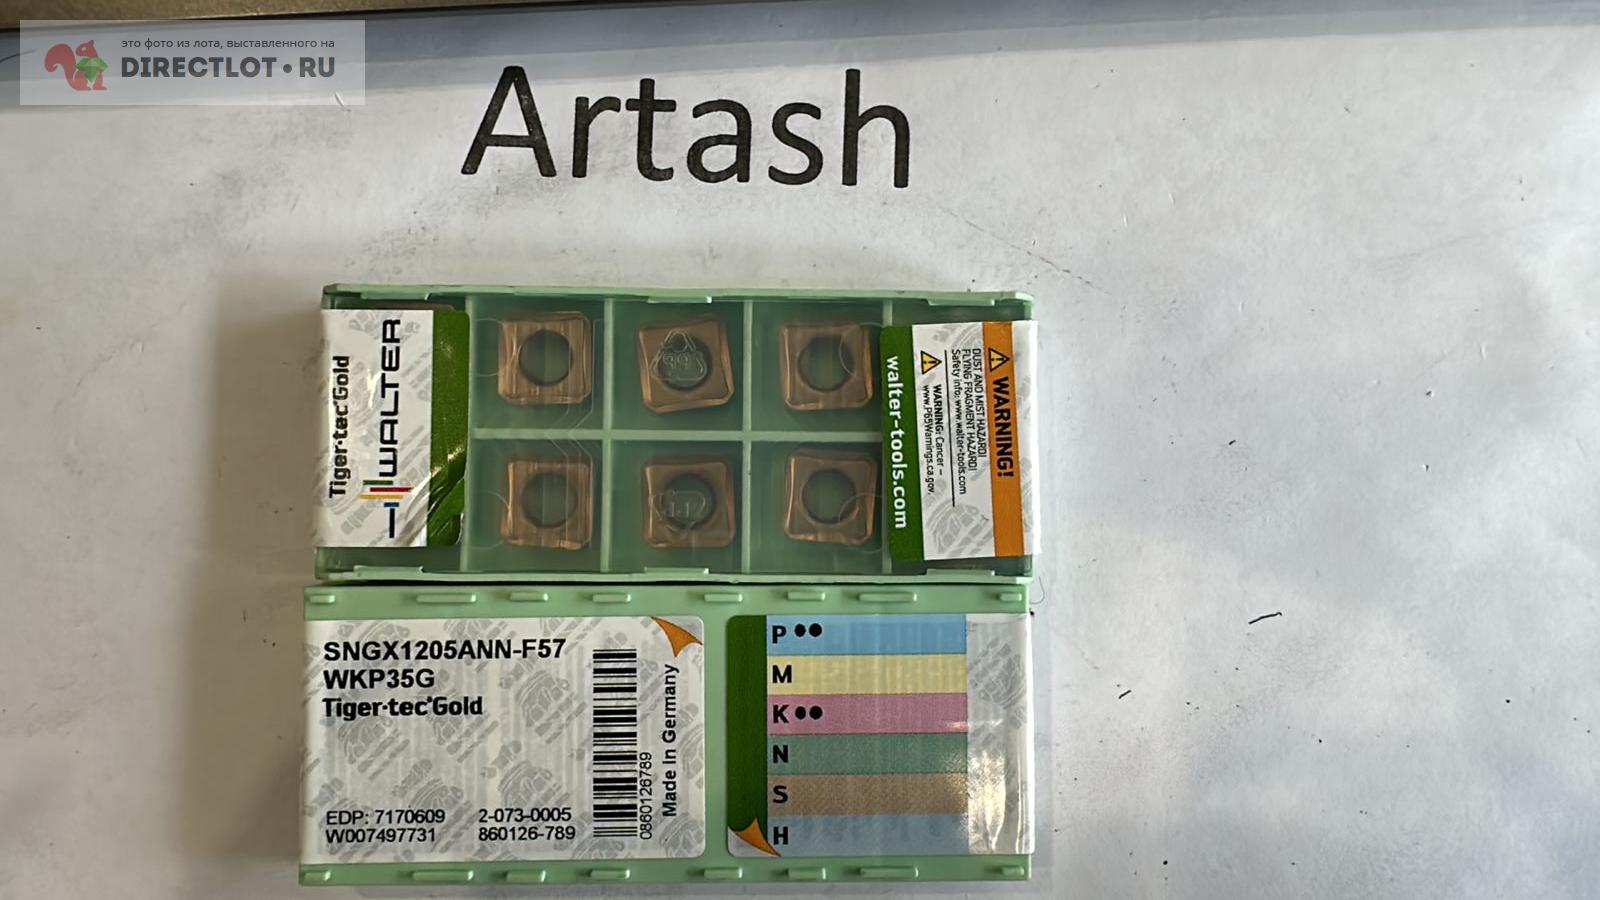 это фото из лота, выставленного на
DIRECTLOT•RU
Artash
Tiger·tec®Gold
WALTER
walter-tools.com
WARNING!
DUST AND MIST HAZARD!
FLYING FRAGMENT HAZARD!
Safety info: www.walter-tools.com
WARNING: Cancer –
www.P65Warnings.ca.gov
SNGX1205ANN-F57
WKP35G
Tiger·tec®Gold
EDP: 7170609
2-073-0005
W007497731
860126-789
0860126789
Made In Germany
P ●●
M
K ●●
N
S
H